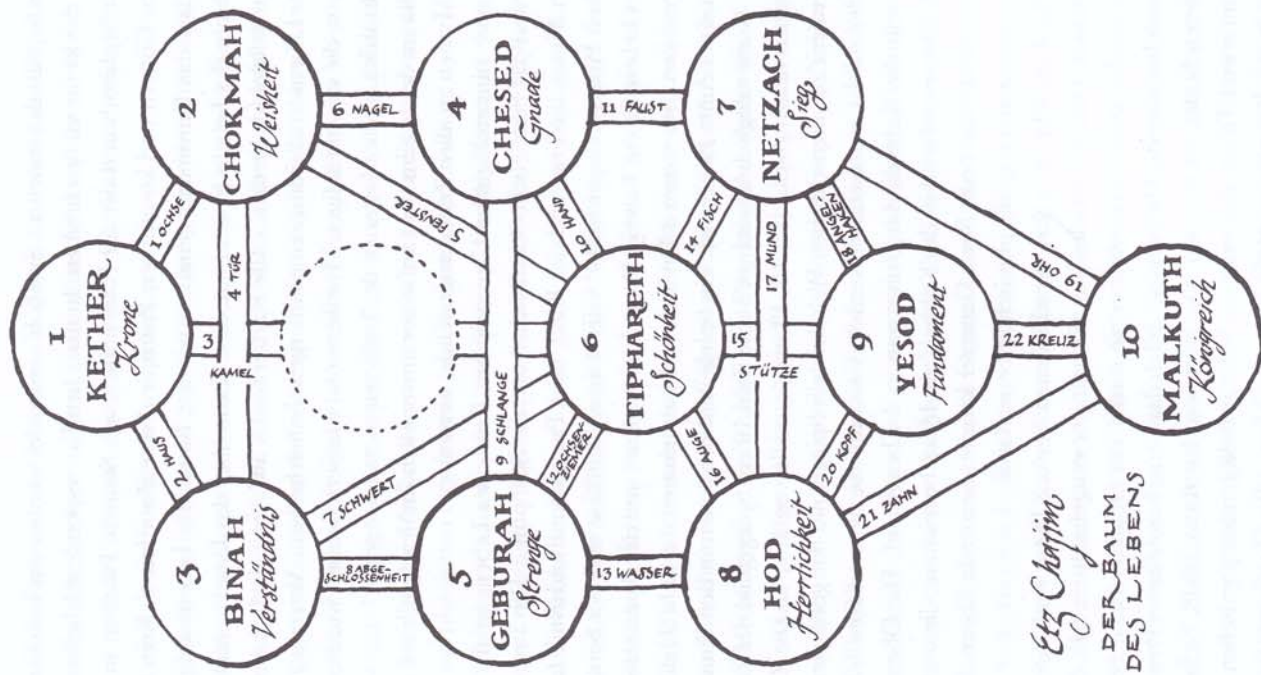 1
KETHER
Krone
2
CHOKMAH
Weisheit
3
BINAH
Verständnis
4
CHESED
Gnade
5
GEBURAH
Strenge
6
TIPHARETH
Schönheit
7
NETZACH
Sieg
8
HOD
Herrlichkeit
9
YESOD
Fundament
10
MALKUTH
Königreich
1 OCHSE
2 HAUS
3
KAMEL
4 TÜR
5 FENSTER
6 NAGEL
7 SCHWERT
8 ABGE-
SCHLOSSENHEIT
9 SCHLANGE
10 HAND
11 FAUST
12 OCHSEN-
ZIEMER
13 WASSER
14 FISCH
15
STÜTZE
16 AUGE
17 MUND
18 ANGEL-
HAKEN
19 OHR
20 KOPF
21 ZAHN
22 KREUZ
Etz Chajim
DER BAUM
DES LEBENS